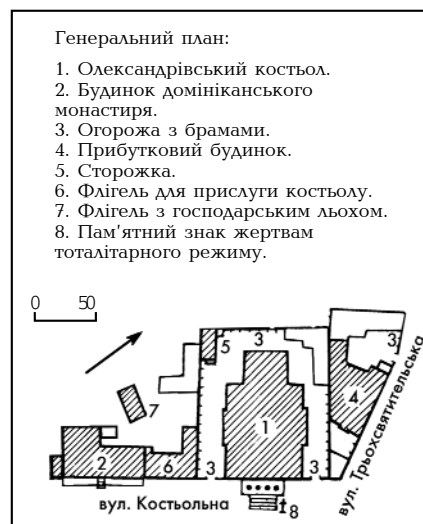 Генеральний план:
1. Олександрівський костьол.
2. Будинок домініканського
монастиря.
3. Огорожа з брамами.
4. Прибутковий будинок.
5. Сторожка.
6. Флігель для прислуги костьолу.
7. Флігель з господарським льохом.
8. Пам'ятний знак жертвам
тоталітарного режиму.
0 50
3
5
3
4
7
1
2
6
3
3
8
вул. Костьольна
вул. Трьохсвятительська